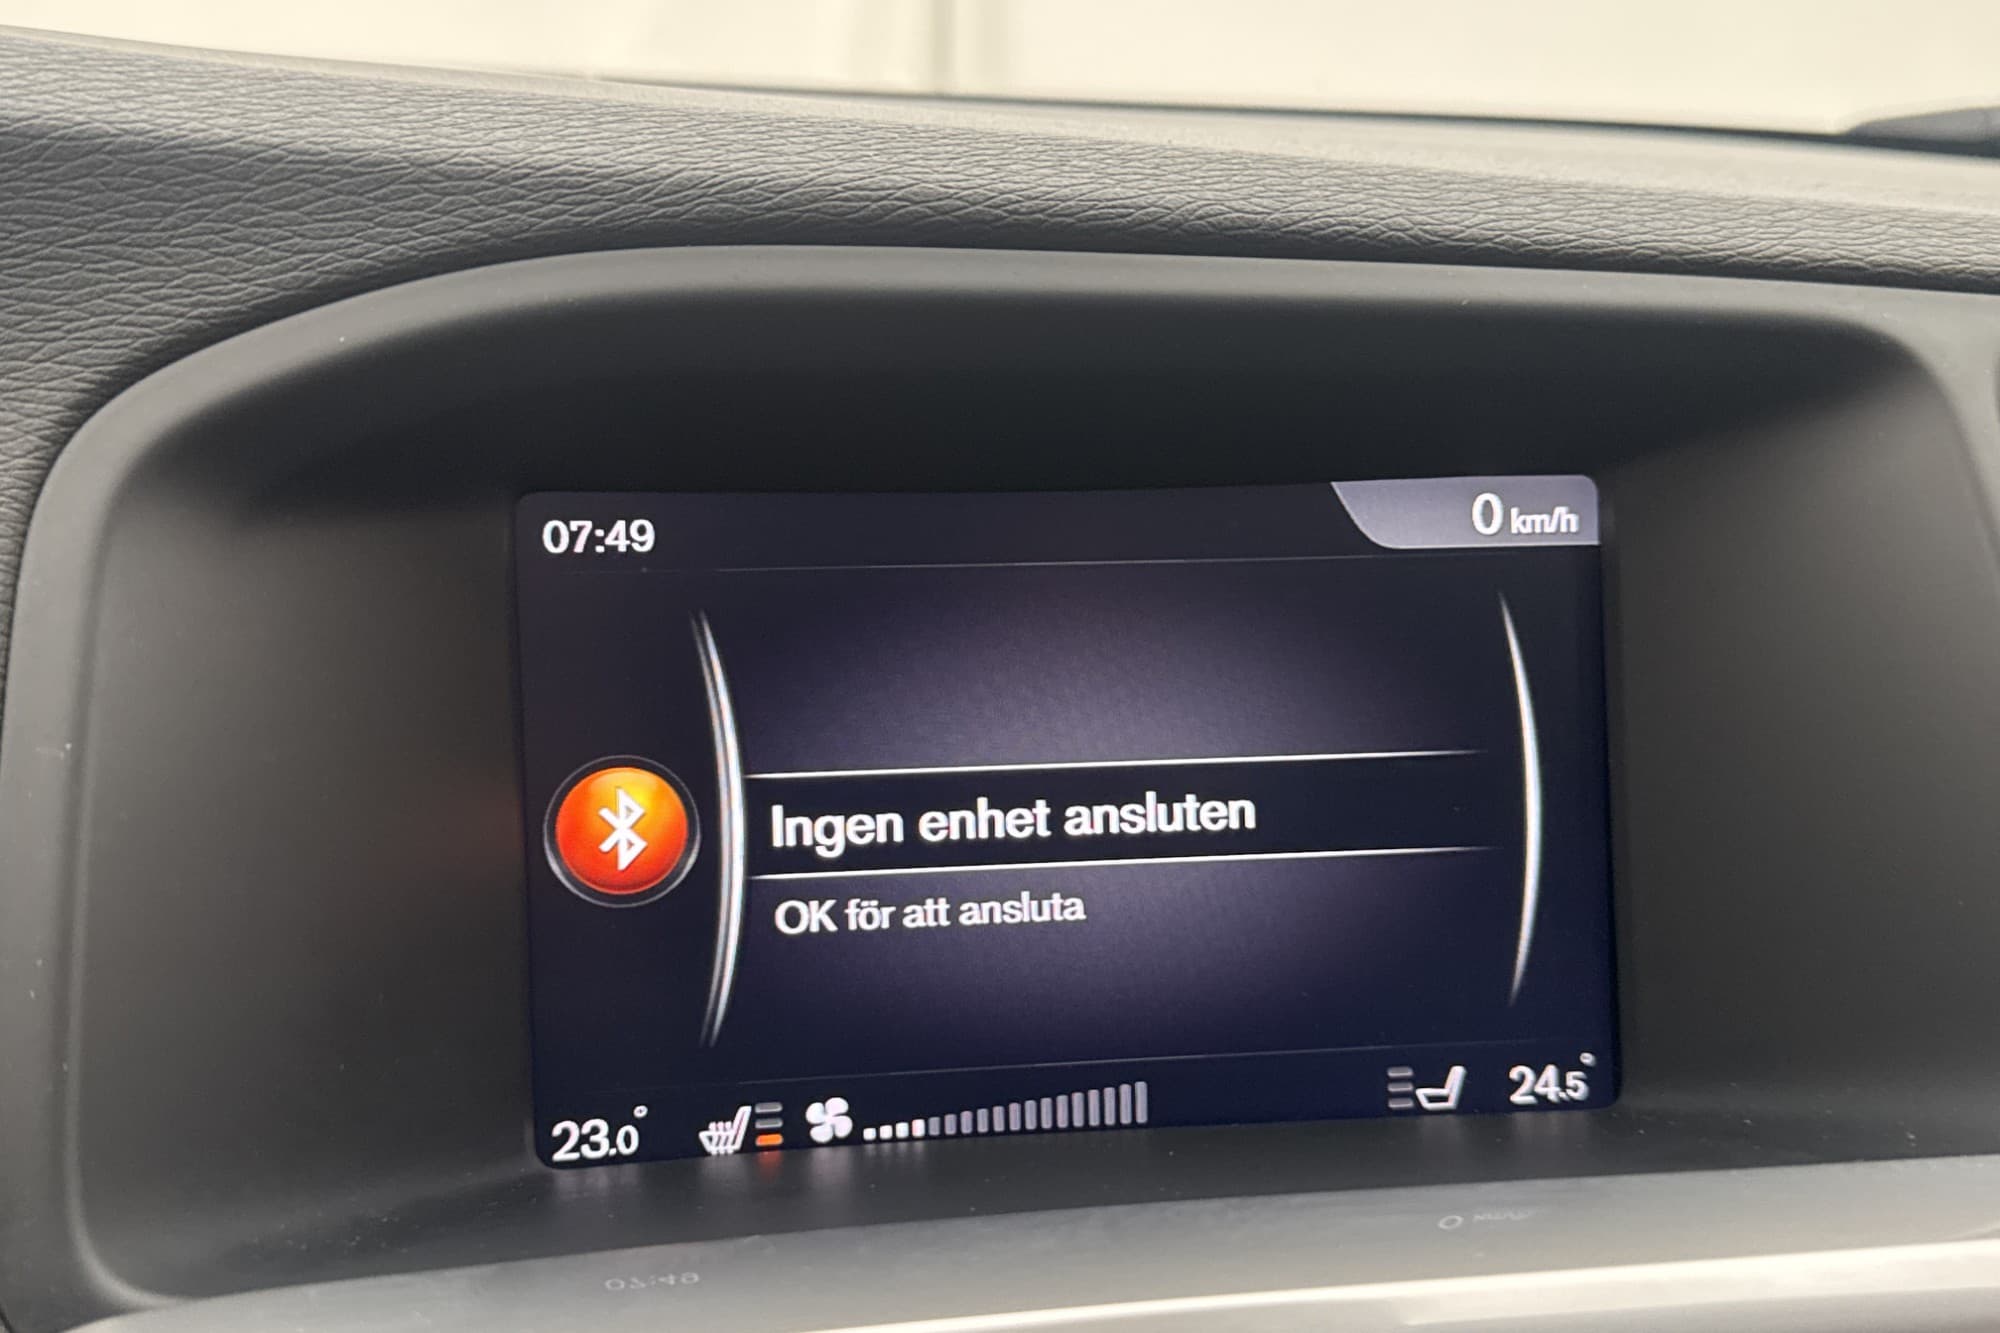 07:49
0 km/h
Ingen enhet ansluten
OK för att ansluta
23.0°
24.5°